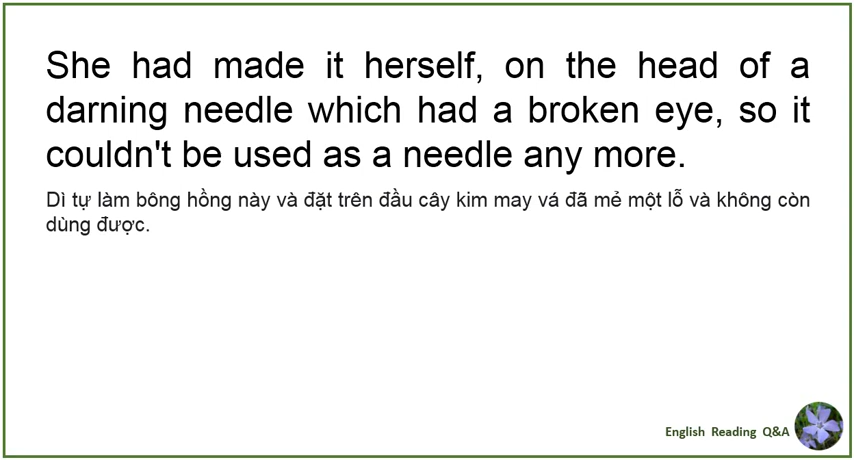 She had made it herself, on the head of a
darning needle which had a broken eye, so it
couldn't be used as a needle any more.
Dì tự làm bông hồng này và đặt trên đầu cây kim may vá đã mẻ một lỗ và không còn
dùng được.
English Reading Q&A